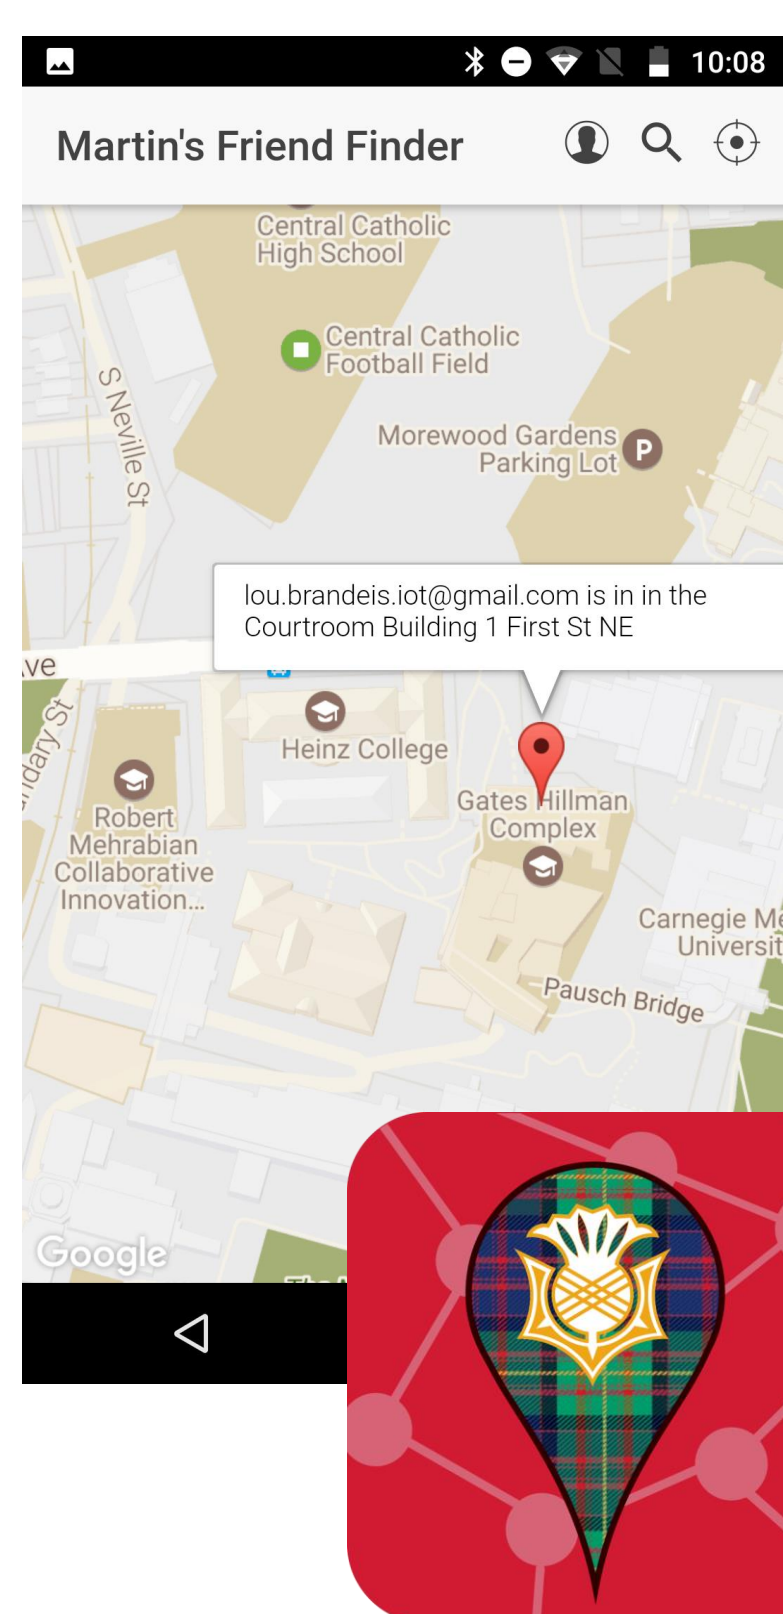 10:08
Martin's Friend Finder
Central Catholic
High School
Central Catholic
Football Field
S Neville St
Morewood Gardens
Parking Lot
P
lou.brandeis.iot@gmail.com is in in the
Courtroom Building 1 First St NE
Heinz College
Gates Hillman
Complex
Robert
Mehrabian
Collaborative
Innovation...
Carnegie
Pausch Bridge
Google